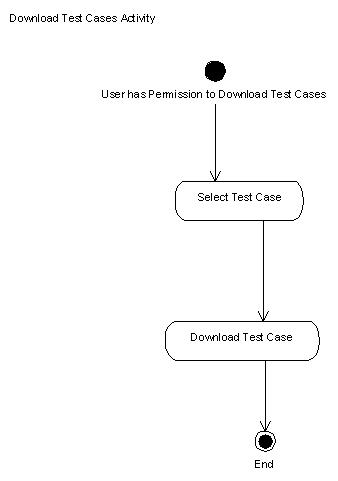 Download Test Cases Activity
User has Permission to Download Test Cases
Select Test Case
Download Test Case
End